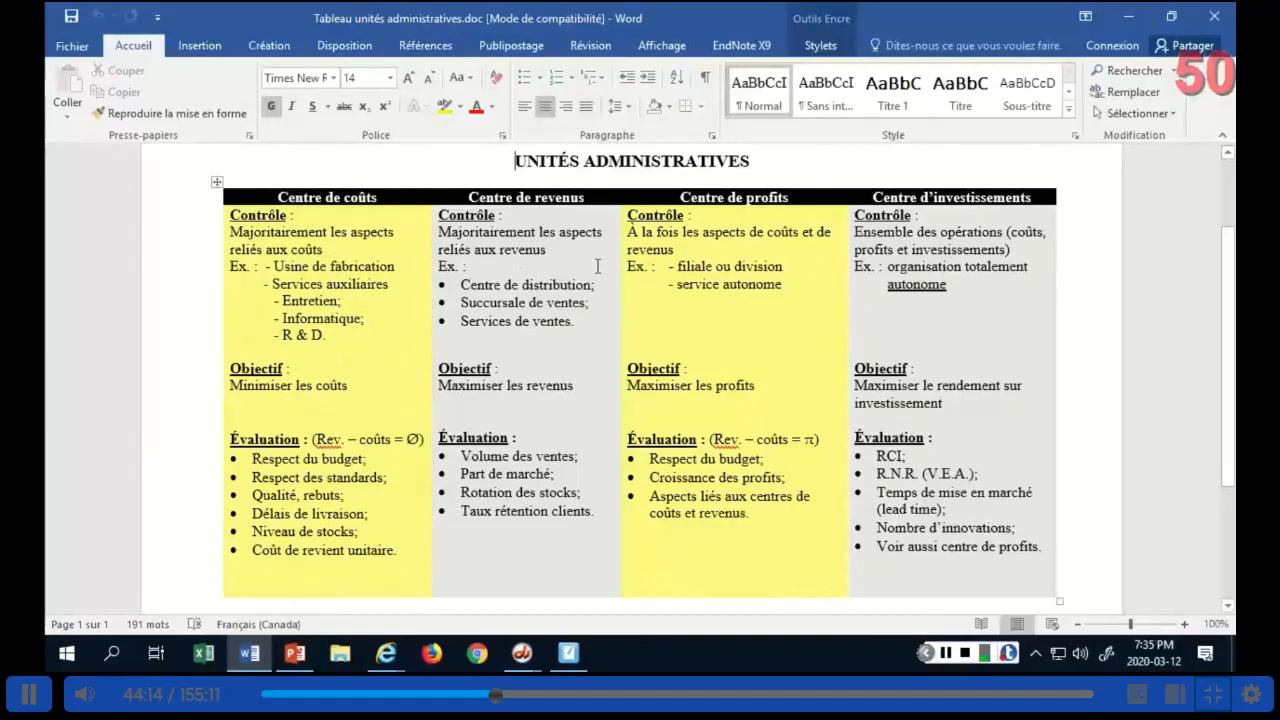 Tableau unités administratives.doc [Mode de compatibilité] - Word
Outils Encre
Fichier Accueil Insertion Création Disposition Références Publipostage Révision Affichage EndNote X9 Stylets Dites-nous ce que vous voulez faire. Connexion Partager
50
Coller
Couper
Copier
Reproduire la mise en forme
Presse-papiers
Times New F 14
Police
Paragraphe
AaBbCcI AaBbCcI AaBbC AaBbC AaBbCcD
¶ Normal ¶ Sans int... Titre 1 Titre Sous-titre
Style
Rechercher
Remplacer
Sélectionner
Modification
UNITÉS ADMINISTRATIVES
Centre de coûts
Contrôle :
Majoritairement les aspects
reliés aux coûts
Ex. : - Usine de fabrication
- Services auxiliaires
- Entretien;
- Informatique;
- R & D.
Objectif :
Minimiser les coûts
Évaluation : (Rev. – coûts = Ø)
• Respect du budget;
• Respect des standards;
• Qualité, rebuts;
• Délais de livraison;
• Niveau de stocks;
• Coût de revient unitaire.
Centre de revenus
Contrôle :
Majoritairement les aspects
reliés aux revenus
Ex. :
• Centre de distribution;
• Succursale de ventes;
• Services de ventes.
Objectif :
Maximiser les revenus
Évaluation :
• Volume des ventes;
• Part de marché;
• Rotation des stocks;
• Taux rétention clients.
Centre de profits
Contrôle :
À la fois les aspects de coûts et de
revenus
Ex. : - filiale ou division
- service autonome
Objectif :
Maximiser les profits
Évaluation : (Rev. – coûts = π)
• Respect du budget;
• Croissance des profits;
• Aspects liés aux centres de
coûts et revenus.
Centre d’investissements
Contrôle :
Ensemble des opérations (coûts,
profits et investissements)
Ex. : organisation totalement
autonome
Objectif :
Maximiser le rendement sur
investissement
Évaluation :
• RCI;
• R.N.R. (V.E.A.);
• Temps de mise en marché
(lead time);
• Nombre d’innovations;
• Voir aussi centre de profits.
Page 1 sur 1 191 mots Français (Canada) 100%
7:35 PM
2020-03-12
44:14 / 155:11